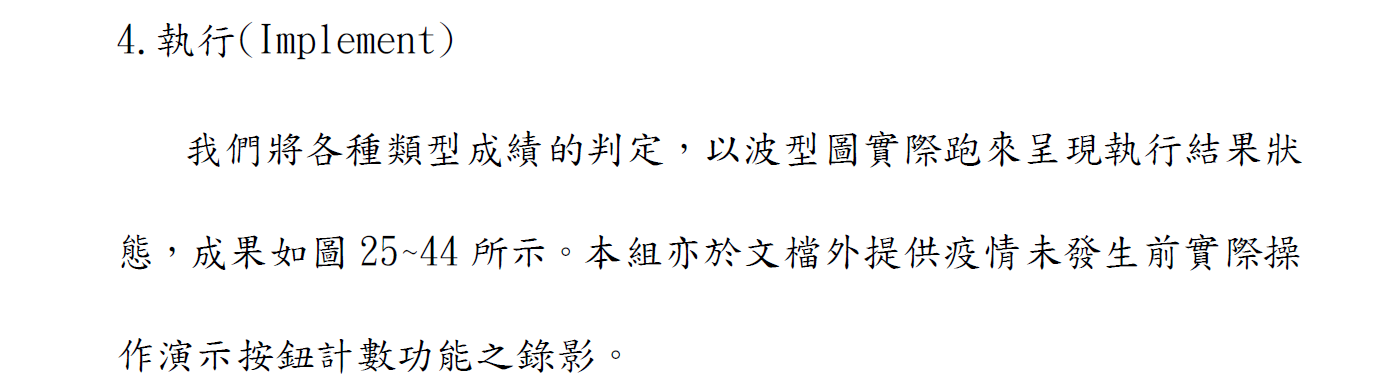 4.執行(Implement)
我們將各種類型成績的判定，以波型圖實際跑來呈現執行結果狀
態，成果如圖 25~44 所示。本組亦於文檔外提供疫情未發生前實際操
作演示按鈕計數功能之錄影。